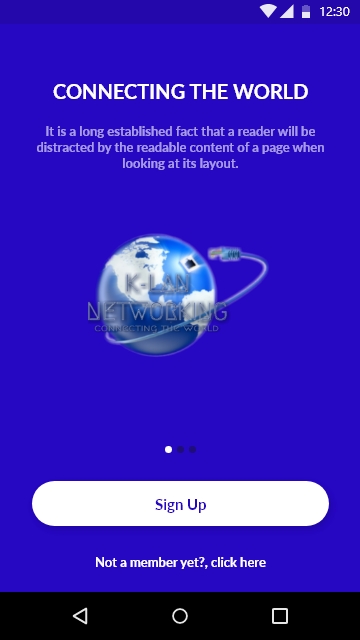 12:30
CONNECTING THE WORLD
It is a long established fact that a reader will be
distracted by the readable content of a page when
looking at its layout.
K-LAN
NETWORKING
CONNECTING THE WORLD
Sign Up
Not a member yet?, click here